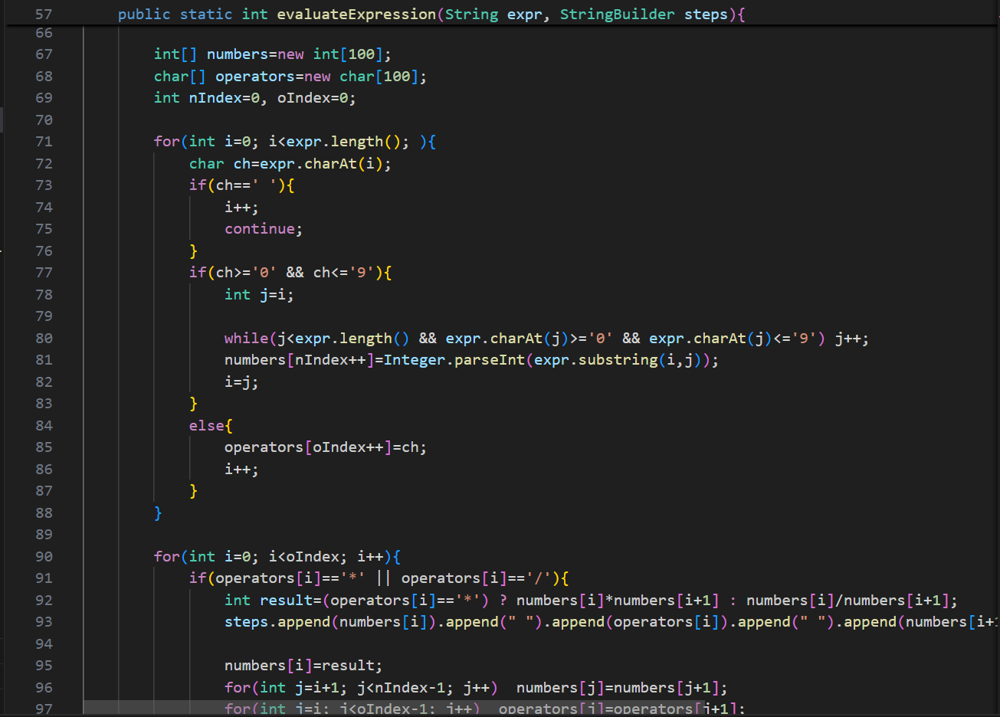 57 public static int evaluateExpression(String expr, StringBuilder steps){
66
67 int[] numbers=new int[100];
68 char[] operators=new char[100];
69 int nIndex=0, oIndex=0;
70
71 for(int i=0; i<expr.length(); ){
72 char ch=expr.charAt(i);
73 if(ch==' '){
74 i++;
75 continue;
76 }
77 if(ch>='0' && ch<='9'){
78 int j=i;
79
80 while(j<expr.length() && expr.charAt(j)>='0' && expr.charAt(j)<='9') j++;
81 numbers[nIndex++]=Integer.parseInt(expr.substring(i,j));
82 i=j;
83 }
84 else{
85 operators[oIndex++]=ch;
86 i++;
87 }
88 }
89
90 for(int i=0; i<oIndex; i++){
91 if(operators[i]=='*' || operators[i]=='/'){
92 int result=(operators[i]=='*') ? numbers[i]*numbers[i+1] : numbers[i]/numbers[i+1];
93 steps.append(numbers[i]).append(" ").append(operators[i]).append(" ").append(numbers[i+
94
95 numbers[i]=result;
96 for(int j=i+1; j<nIndex-1; j++) numbers[j]=numbers[j+1];
97 for(int j=i; j<oIndex-1; j++) operators[j]=operators[j+1];